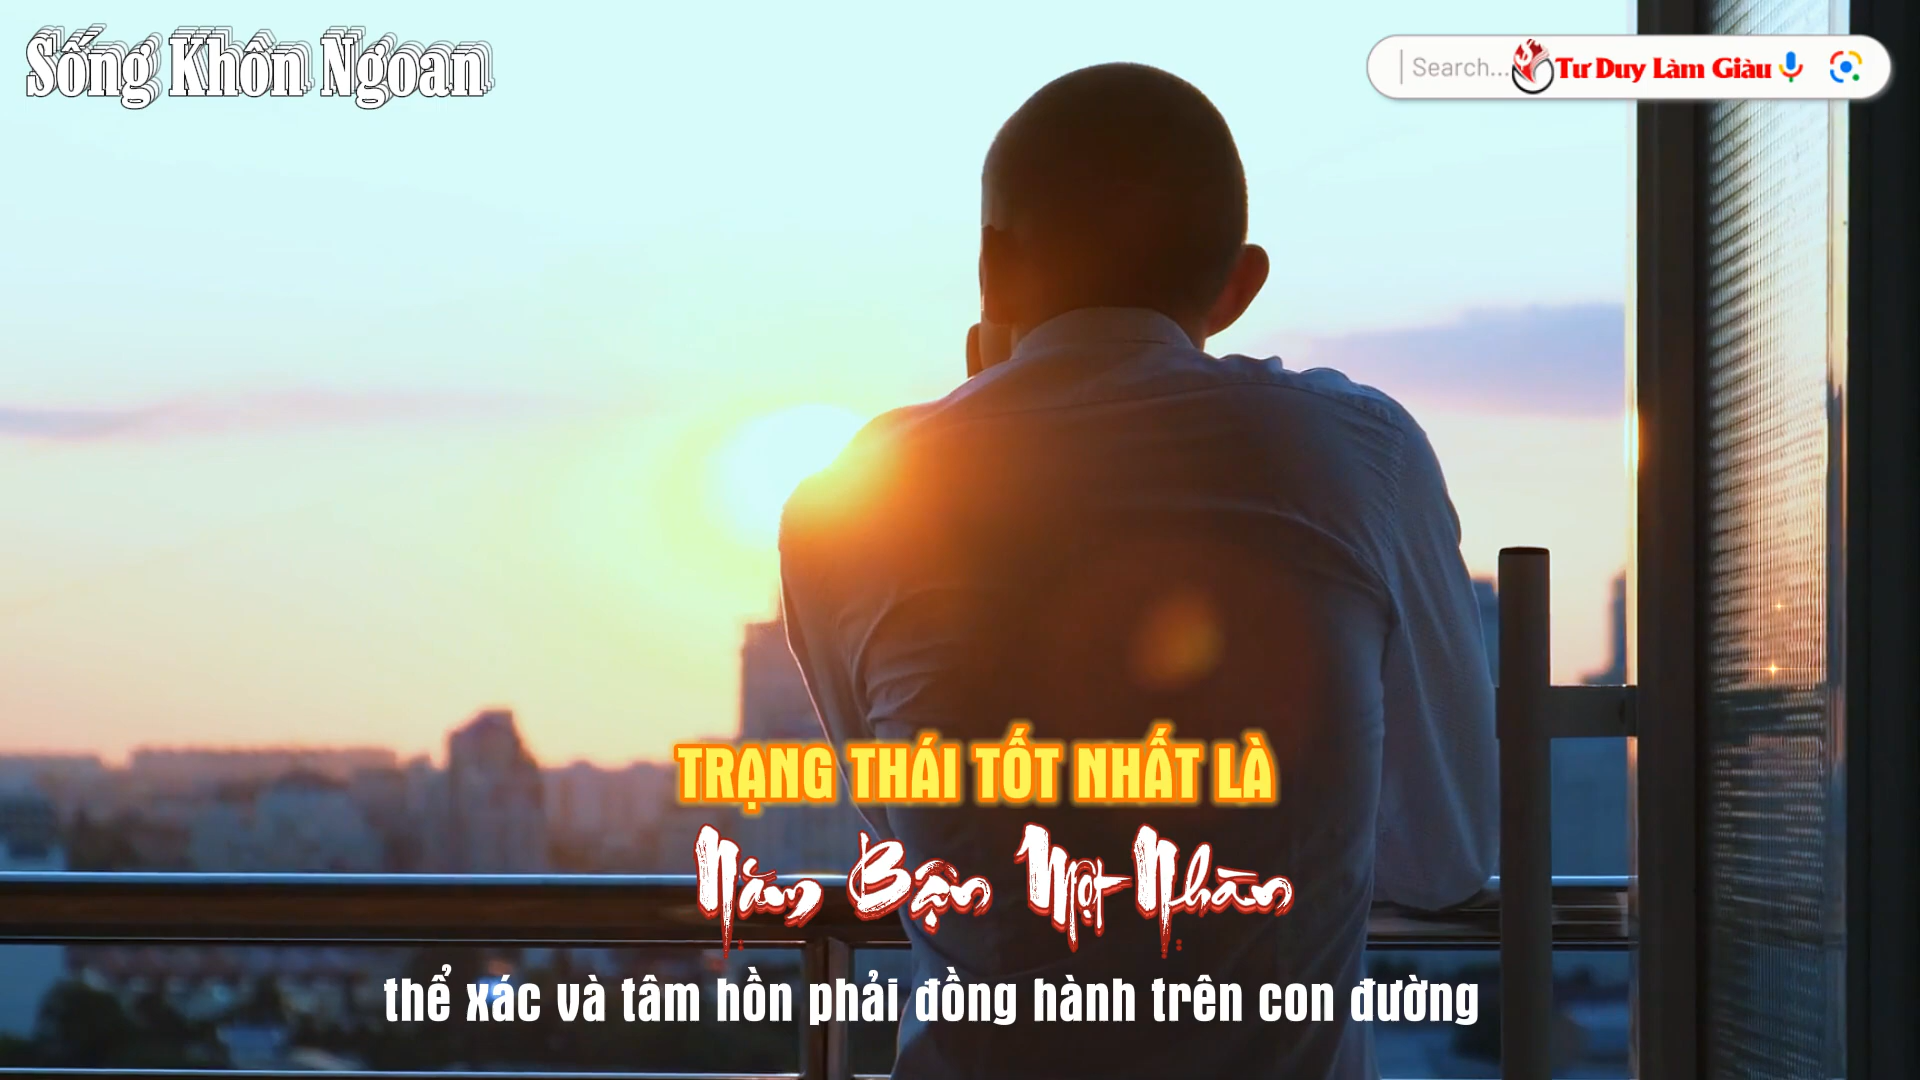 Sống Khôn Ngoan
Search... Tư Duy Làm Giàu
TRẠNG THÁI TỐT NHẤT LÀ
Năm Bận Một Nhàn
thể xác và tâm hồn phải đồng hành trên con đường